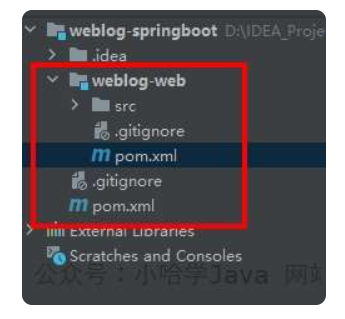 weblog-springboot D:\IDEA_Proje
.idea
weblog-web
src
.gitignore
pom.xml
.gitignore
pom.xml
External Libraries
Scratches and Consoles
公众号：小哈学Java 网站